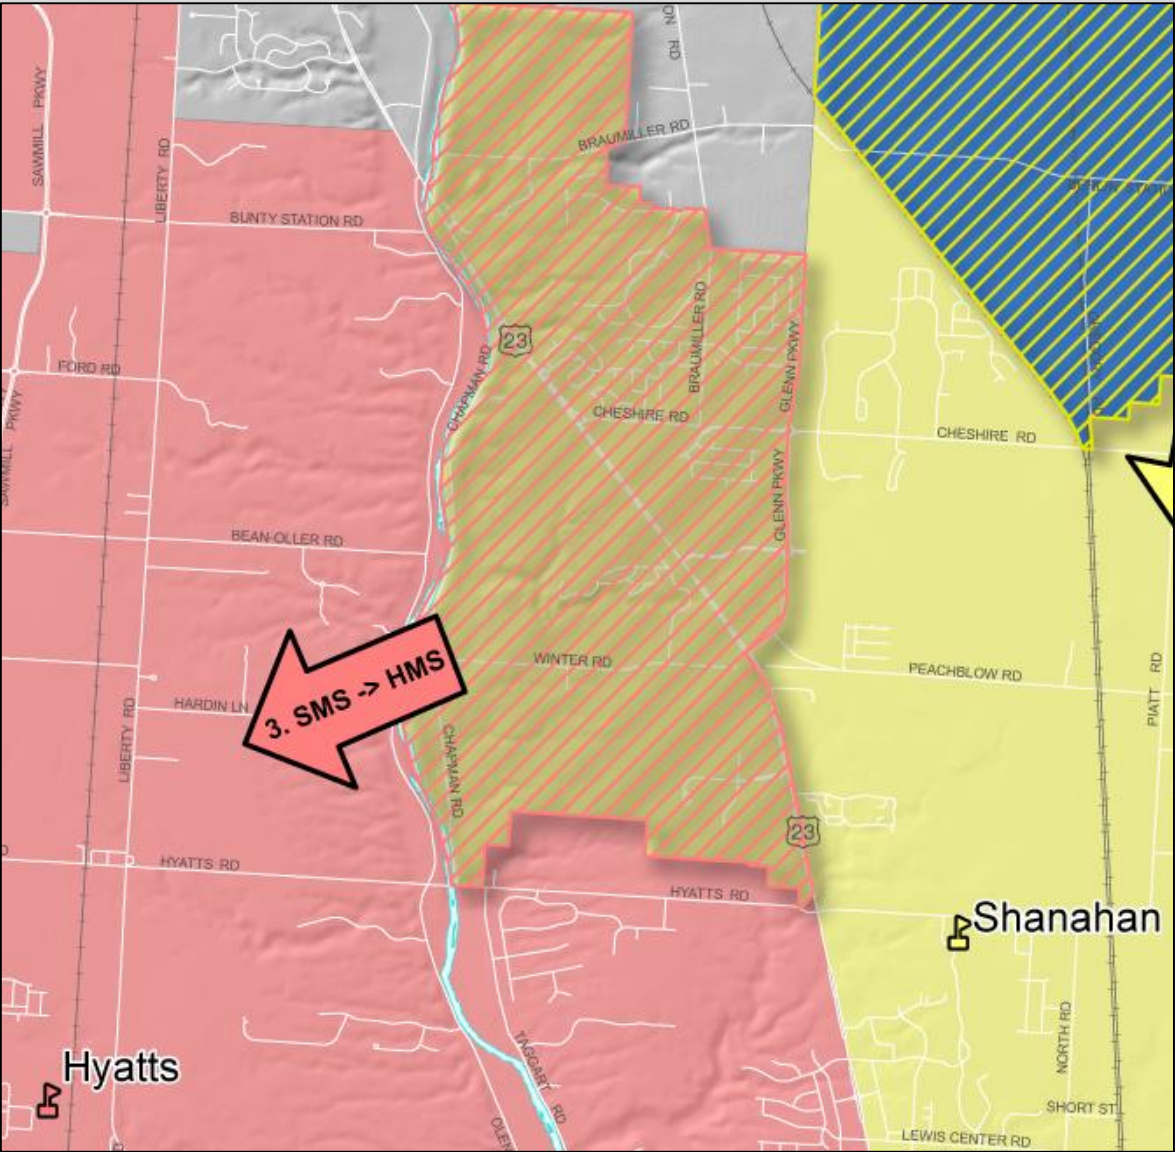 SAWMILL PKWY
LIBERTY RD
ON RD
BRAUMILLER RD
BUNTY STATION RD
23
FORD RD
CHAPMAN RD
BRAUMILLER RD
GLENN PKWY
CHESHIRE RD
CHESHIRE RD
SAWMILL PKWY
GLENN PKWY
BEAN-OLLER RD
3. SMS -> HMS
WINTER RD
PEACHBLOW RD
PIATT RD
HARDIN LN
LIBERTY RD
CHAPMAN RD
23
HYATTS RD
HYATTS RD
Shanahan
Hyatts
TAGGART RD
NORTH RD
SHORT ST
LEWIS CENTER RD